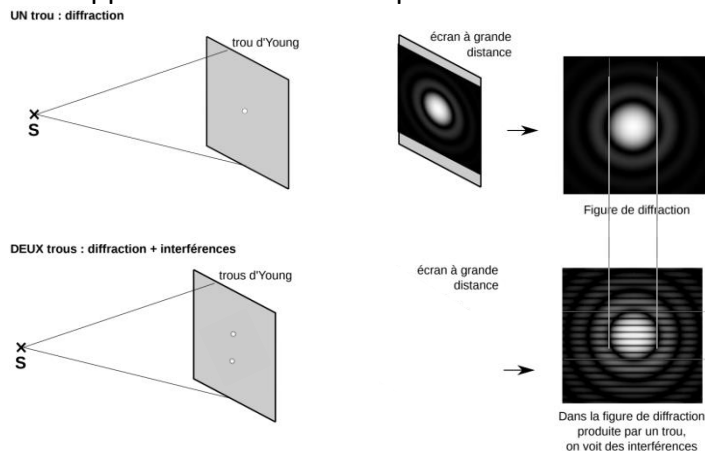 UN trou : diffraction
trou d'Young
écran à grande
distance
S
Figure de diffraction
DEUX trous : diffraction + interférences
trous d'Young
écran à grande
distance
S
Dans la figure de diffraction
produite par un trou,
on voit des interférences